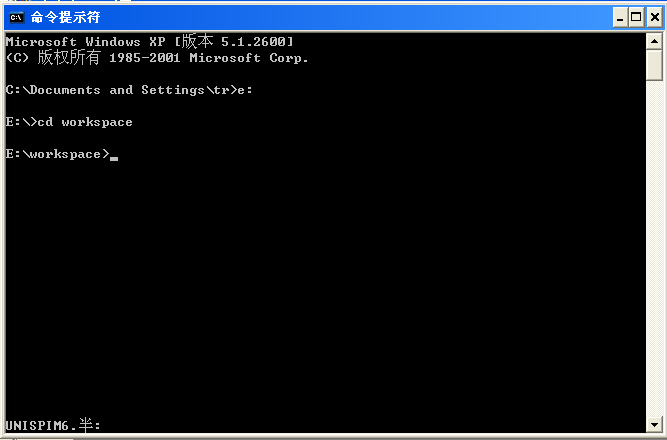 命令提示符
Microsoft Windows XP [版本 5.1.2600]
(C) 版权所有 1985-2001 Microsoft Corp.
C:\Documents and Settings\tr>e:
E:\>cd workspace
E:\workspace>_
UNISPIM6.半: